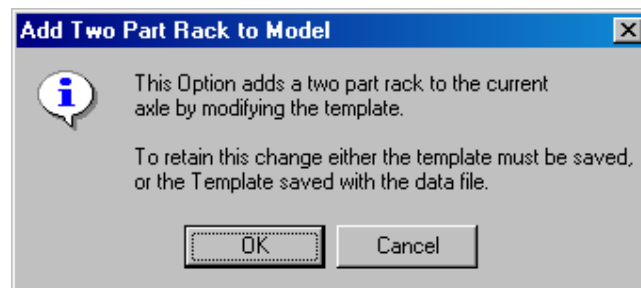 Add Two Part Rack to Model
This Option adds a two part rack to the current
axle by modifying the template.
To retain this change either the template must be saved,
or the Template saved with the data file.
OK
Cancel